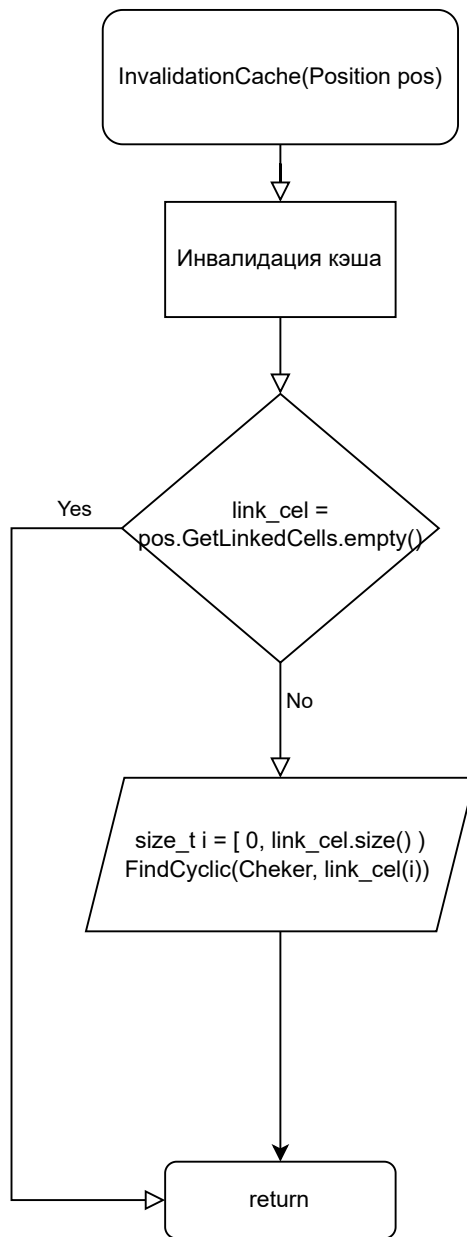 InvalidationCache(Position pos)
Инвалидация кэша
Yes
link_cel =
pos.GetLinkedCells.empty()
No
size_t i = [ 0, link_cel.size() )
FindCyclic(Cheker, link_cel(i))
return